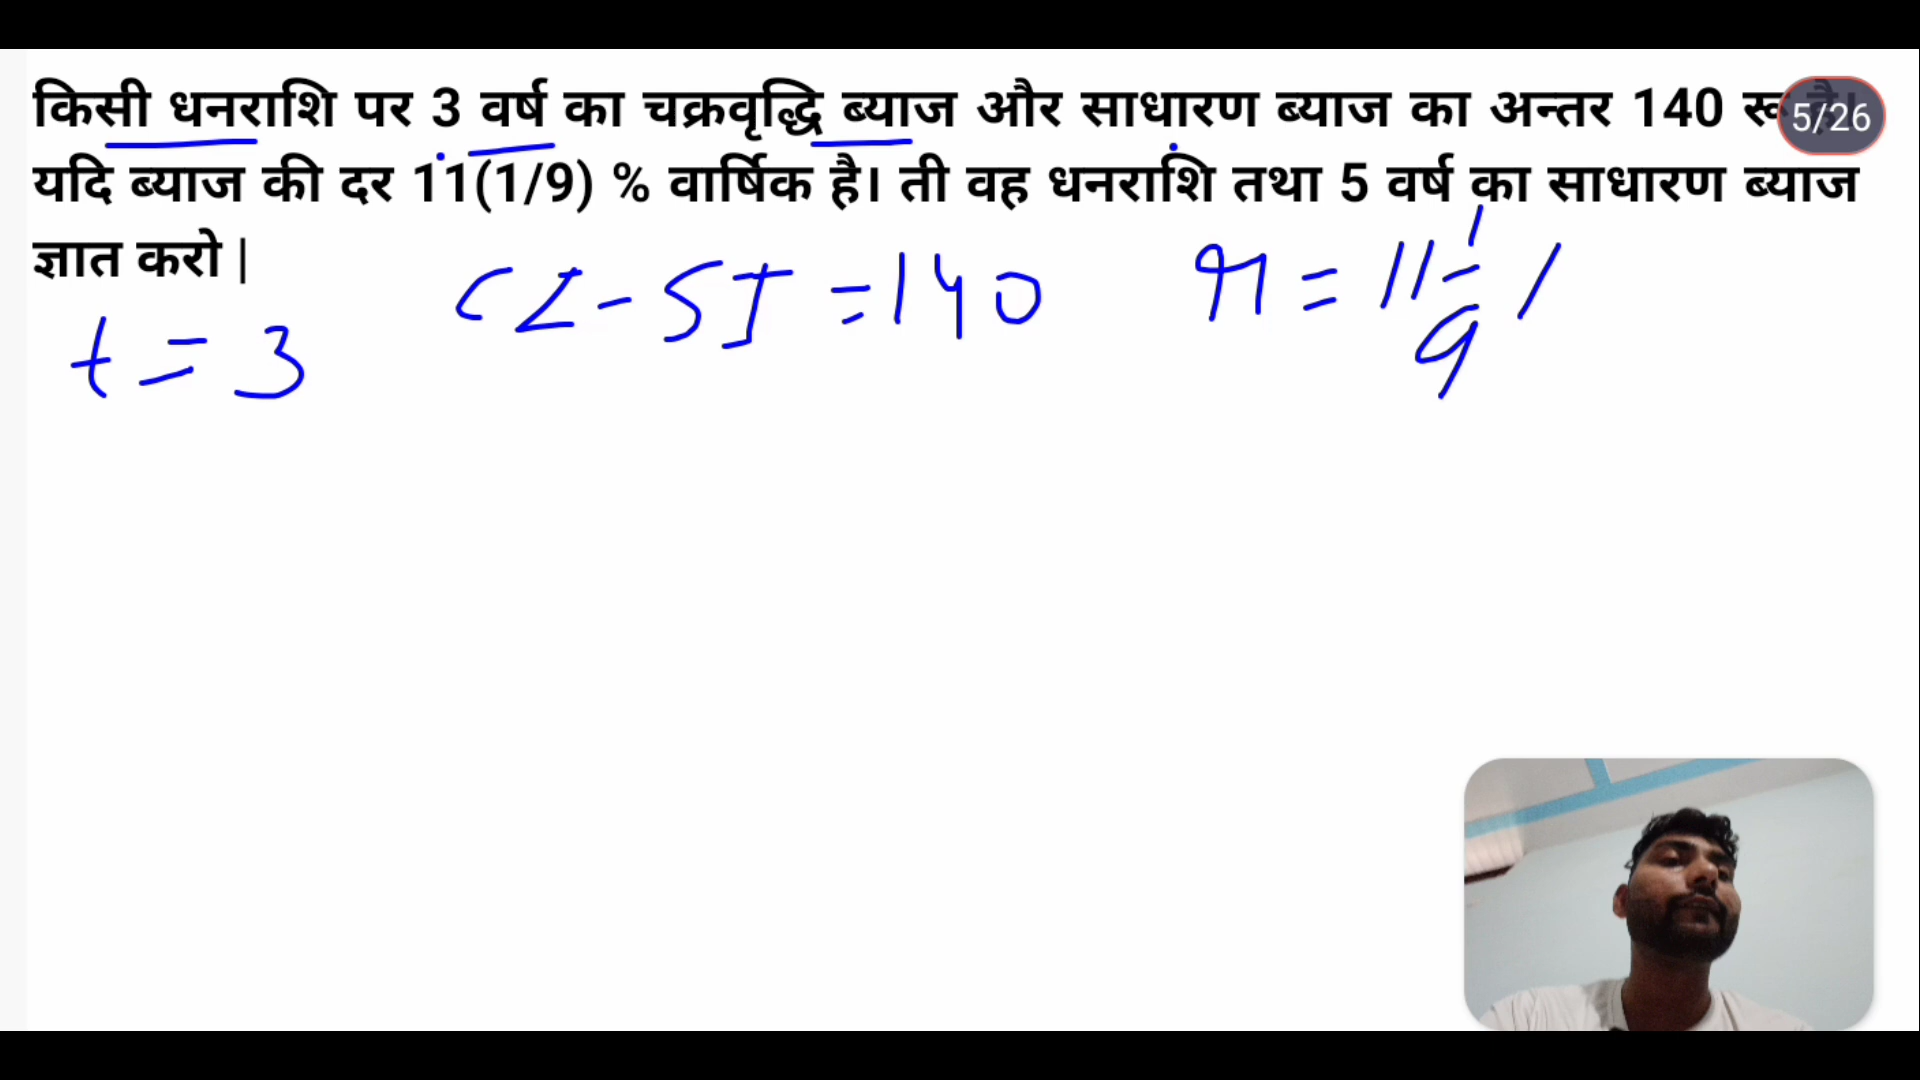 किसी धनराशि पर 3 वर्ष का चक्रवृद्धि ब्याज और साधारण ब्याज का अन्तर 140 रू है।
5/26
यदि ब्याज की दर 11(1/9) % वार्षिक है। ती वह धनराशि तथा 5 वर्ष का साधारण ब्याज
ज्ञात करो |
CI - SI = 140
r = 11 1/9 %
t = 3